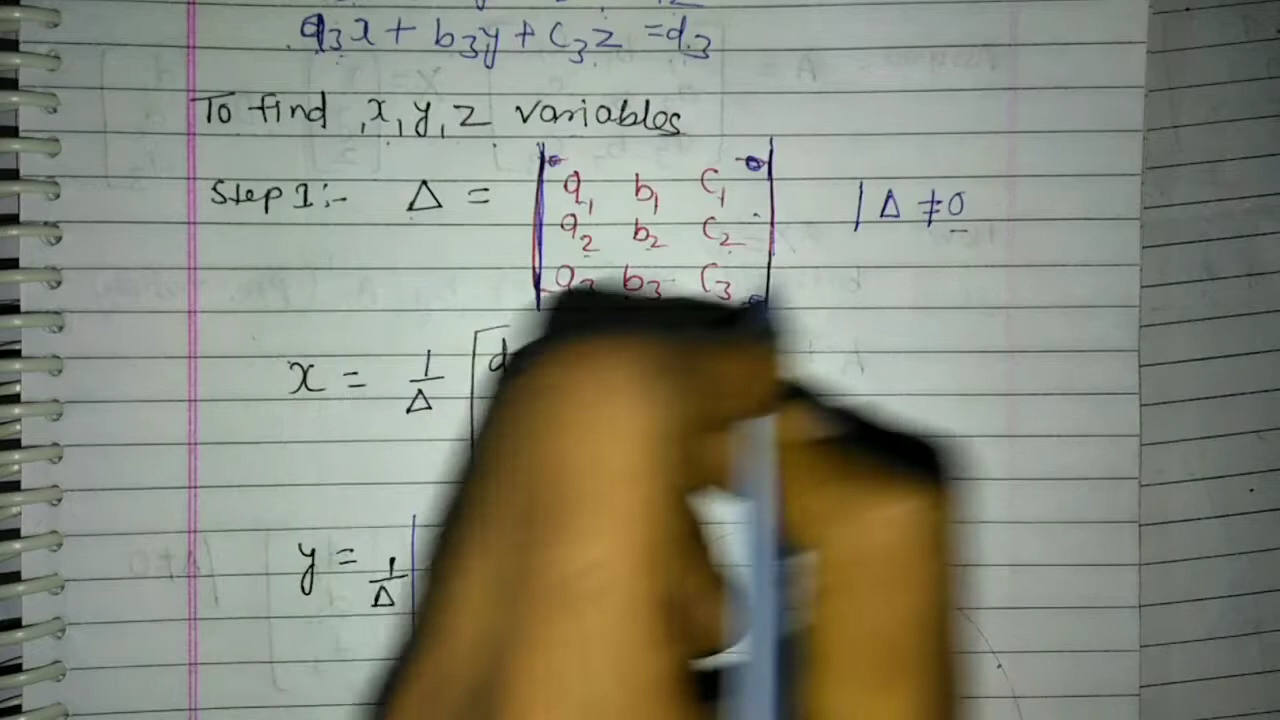 a3x + b3y + c3z = d3
To find ,x,y,z variables
Step 1:- Δ = | a1 b1 c1 | |Δ ≠ 0
a2 b2 c2
a3 b3 c3
x = 1/Δ [d
y = 1/Δ |